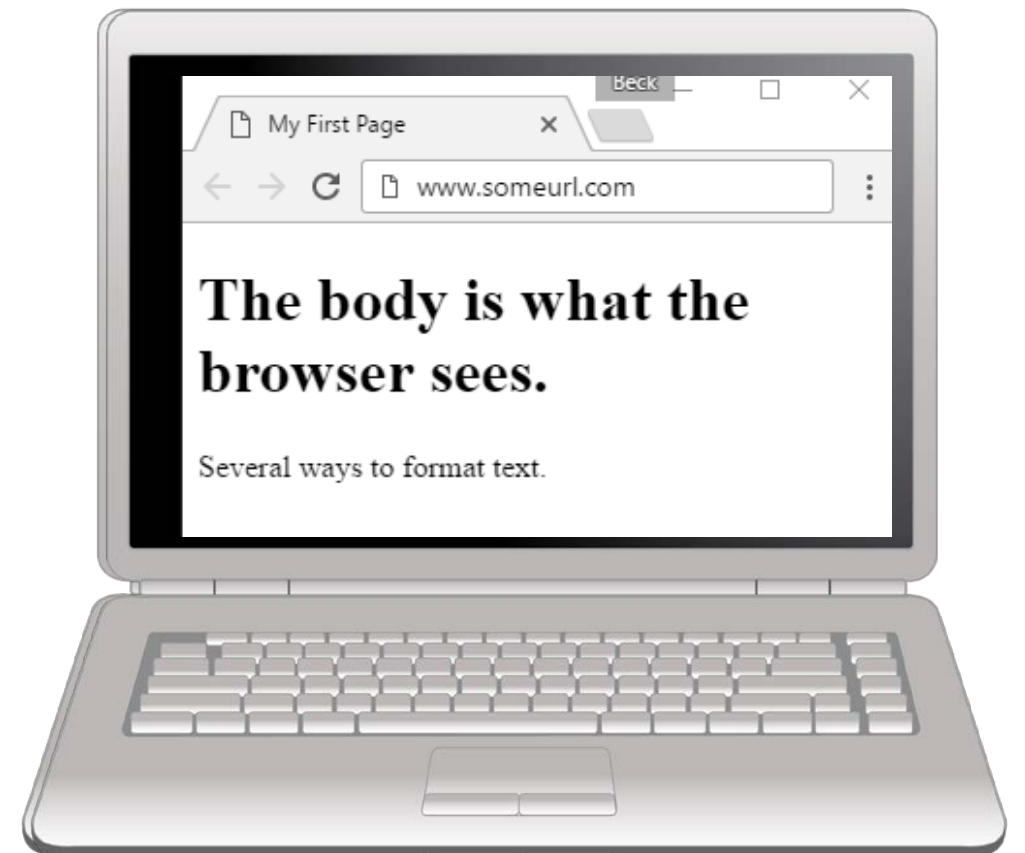 Beck
My First Page
www.someurl.com
The body is what the
browser sees.
Several ways to format text.